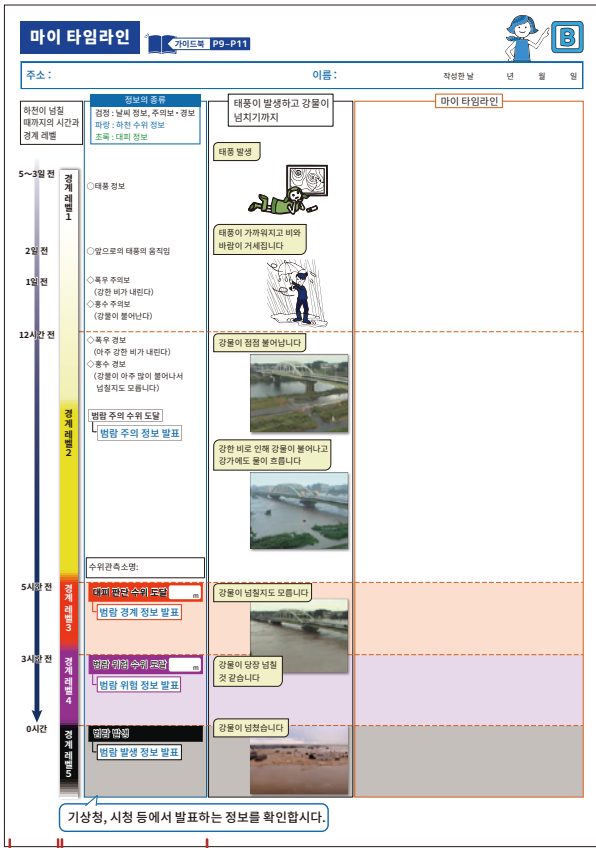 마이 타임라인
가이드북 P9-P11
B
주소 :
이름 :
작성한 날 년 월 일
하천이 넘칠
때까지의 시간과
경계 레벨
정보의 종류
검정 : 날씨 정보, 주의보・경보
파랑 : 하천 수위 정보
초록 : 대피 정보
태풍이 발생하고 강물이
넘치기까지
마이 타임라인
태풍 발생
5~3일 전
경계 레벨1
○태풍 정보
태풍이 가까워지고 비와
바람이 거세집니다
2일 전
○앞으로의 태풍의 움직임
1일 전
◇폭우 주의보
(강한 비가 내린다)
◇홍수 주의보
(강물이 불어난다)
12시간 전
◇폭우 경보
(아주 강한 비가 내린다)
◇홍수 경보
(강물이 아주 많이 불어나서
넘칠지도 모릅니다)
강물이 점점 불어납니다
경계 레벨2
범람 주의 수위 도달
범람 주의 정보 발표
강한 비로 인해 강물이 불어나고
강가에도 물이 흐릅니다
수위관측소명:
5시간 전
경계 레벨3
대피 판단 수위 도달 m
범람 경계 정보 발표
강물이 넘칠지도 모릅니다
3시간 전
경계 레벨4
범람 위험 수위 도달 m
범람 위험 정보 발표
강물이 당장 넘칠
것 같습니다
0시간
경계 레벨5
범람 발생
범람 발생 정보 발표
강물이 넘쳤습니다
기상청, 시청 등에서 발표하는 정보를 확인합시다.